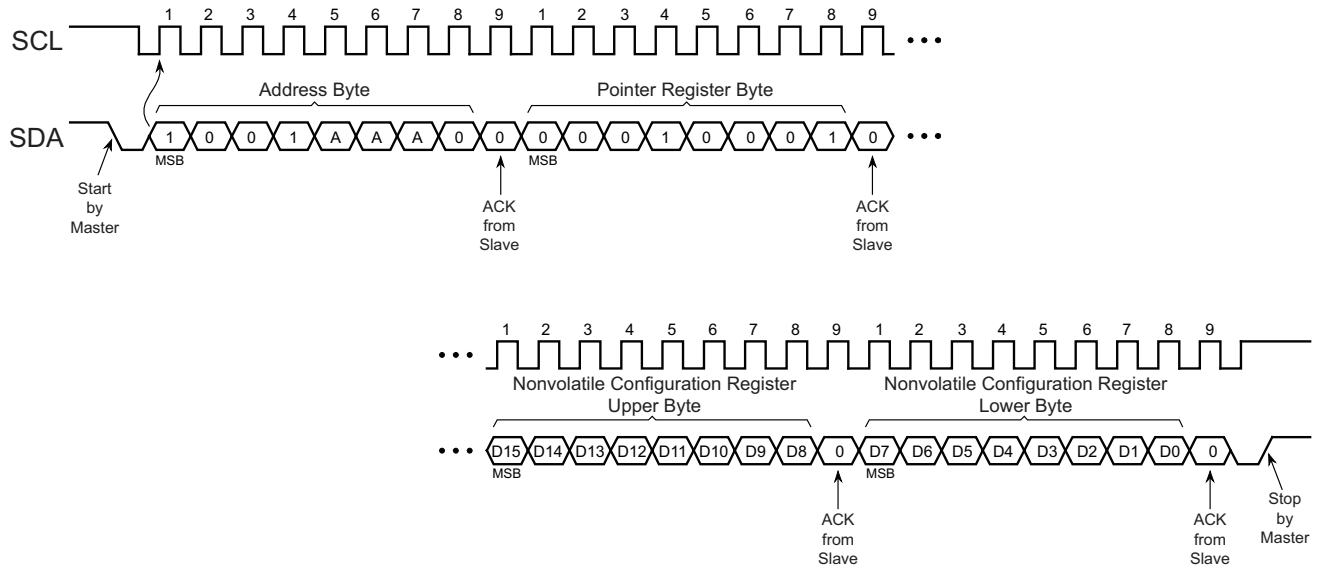 1 2 3 4 5 6 7 8 9 1 2 3 4 5 6 7 8 9
SCL
Address Byte Pointer Register Byte
SDA 1 0 0 1 A A A 0 0 0 0 0 1 0 0 0 1 0
MSB MSB
Start
by
Master
ACK
from
Slave
ACK
from
Slave
1 2 3 4 5 6 7 8 9 1 2 3 4 5 6 7 8 9
Nonvolatile Configuration Register
Upper Byte
Nonvolatile Configuration Register
Lower Byte
D15 D14 D13 D12 D11 D10 D9 D8 0 D7 D6 D5 D4 D3 D2 D1 D0 0
MSB MSB
ACK
from
Slave
ACK
from
Slave
Stop
by
Master